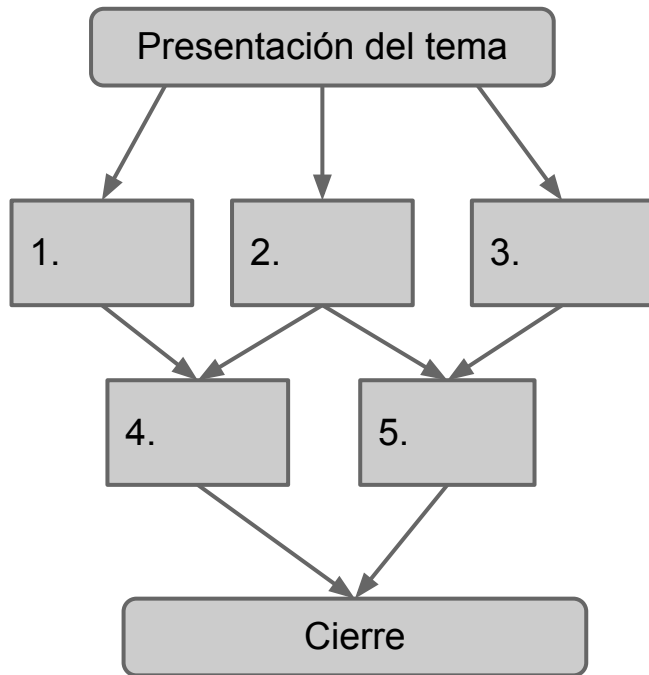 Presentación del tema
1.
2.
3.
4.
5.
Cierre